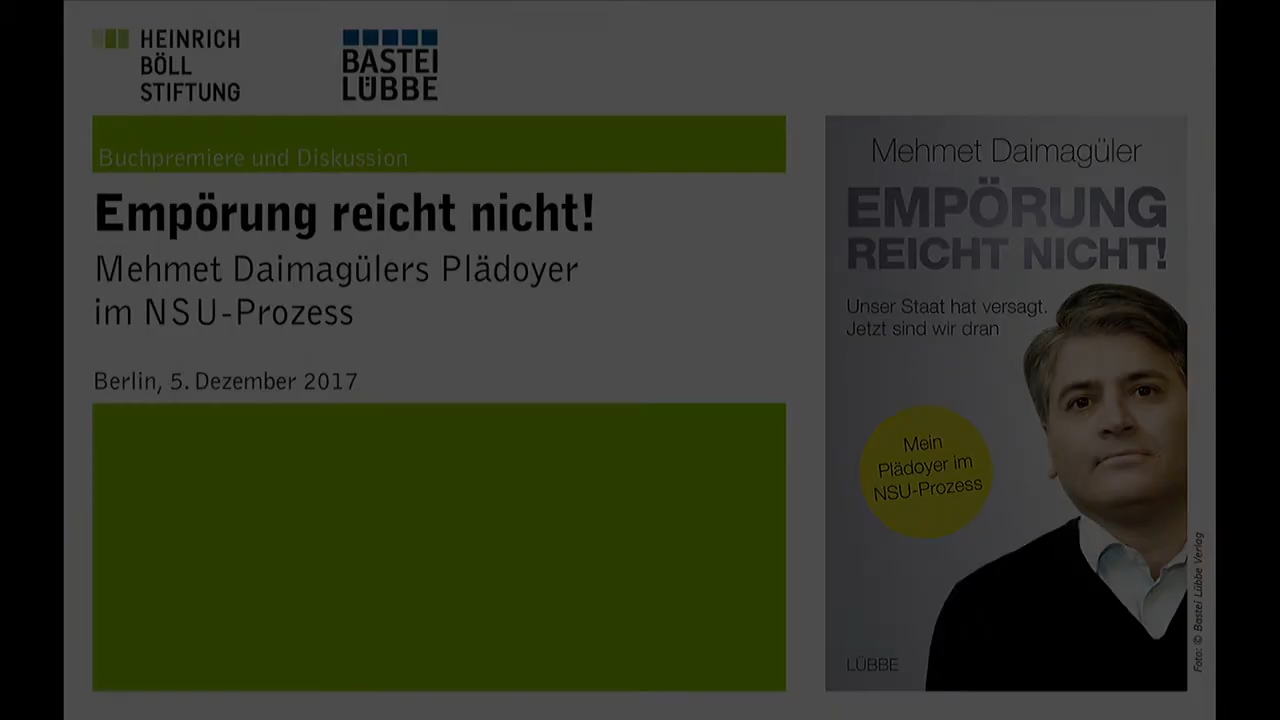 HEINRICH
BÖLL
STIFTUNG
BASTEI
LÜBBE
Buchpremiere und Diskussion
Empörung reicht nicht!
Mehmet Daimagülers Plädoyer
im NSU-Prozess
Berlin, 5. Dezember 2017
Mehmet Daimagüler
EMPÖRUNG
REICHT NICHT!
Unser Staat hat versagt.
Jetzt sind wir dran
Mein
Plädoyer im
NSU-Prozess
LÜBBE
Foto: © Bastei Lübbe Verlag